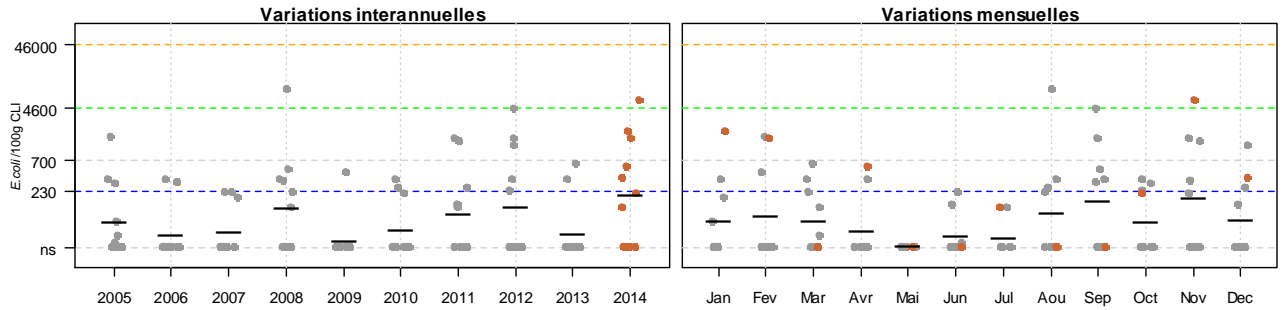 Variations interannuelles
Variations mensuelles
E.coli/100g CLI
46000
4600
700
230
ns
2005 2006 2007 2008 2009 2010 2011 2012 2013 2014
Jan Fev Mar Avr Mai Jun Jul Aou Sep Oct Nov Dec